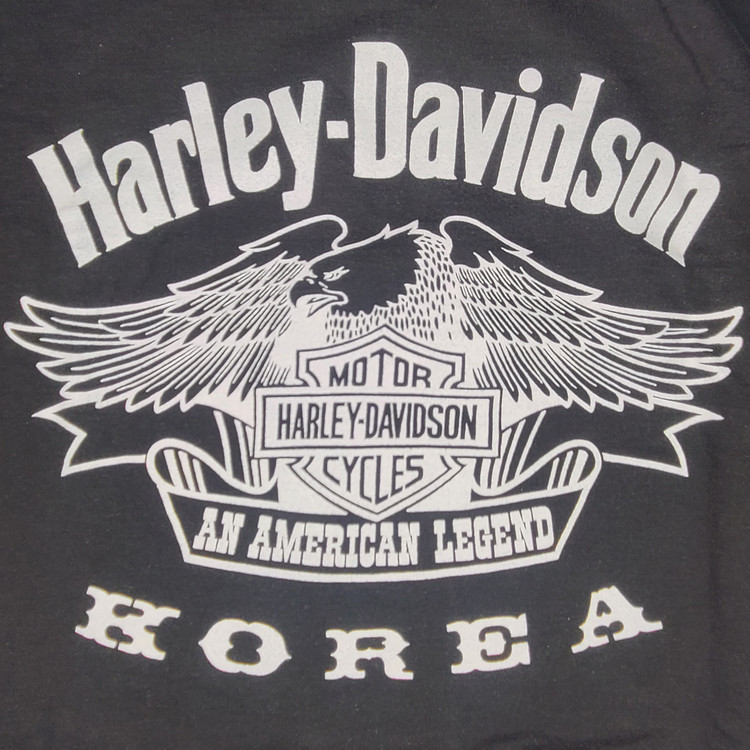 Harley-Davidson
MOTOR
HARLEY-DAVIDSON
CYCLES
AN AMERICAN LEGEND
KOREA